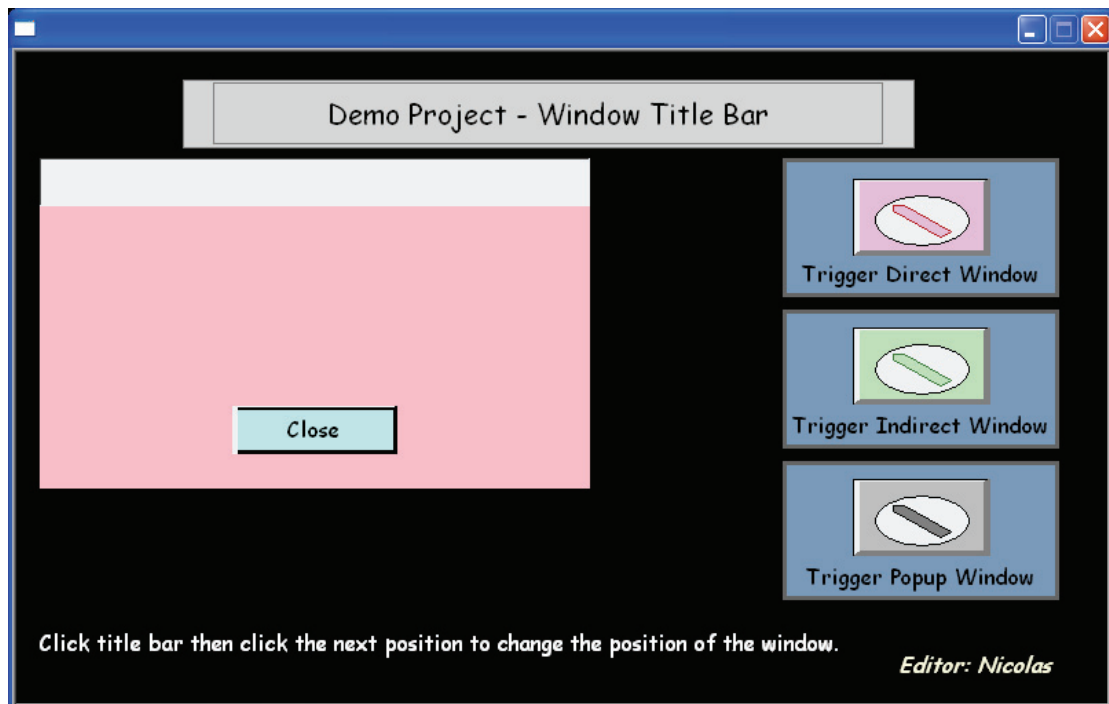 Demo Project - Window Title Bar
Trigger Direct Window
Trigger Indirect Window
Close
Trigger Popup Window
Click title bar then click the next position to change the position of the window.
Editor: Nicolas